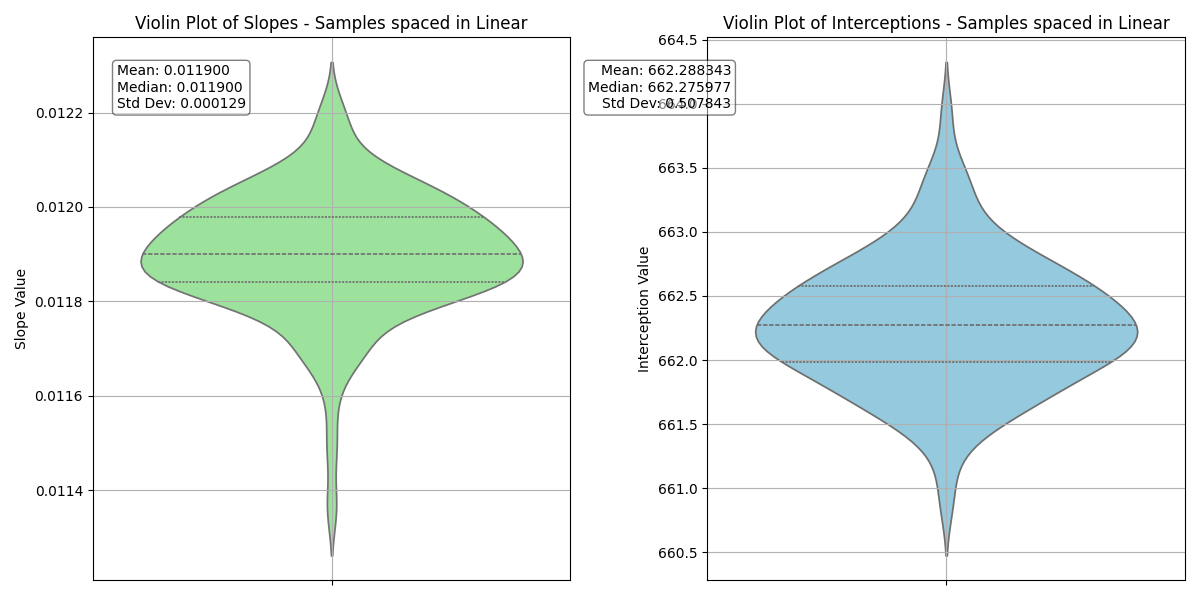 Violin Plot of Slopes - Samples spaced in Linear
Mean: 0.011900
Median: 0.011900
Std Dev: 0.000129
Slope Value
0.0122
0.0120
0.0118
0.0116
0.0114
Violin Plot of Interceptions - Samples spaced in Linear
Mean: 662.288343
Median: 662.275977
Std Dev: 0.507843
Interception Value
664.5
664.0
663.5
663.0
662.5
662.0
661.5
661.0
660.5